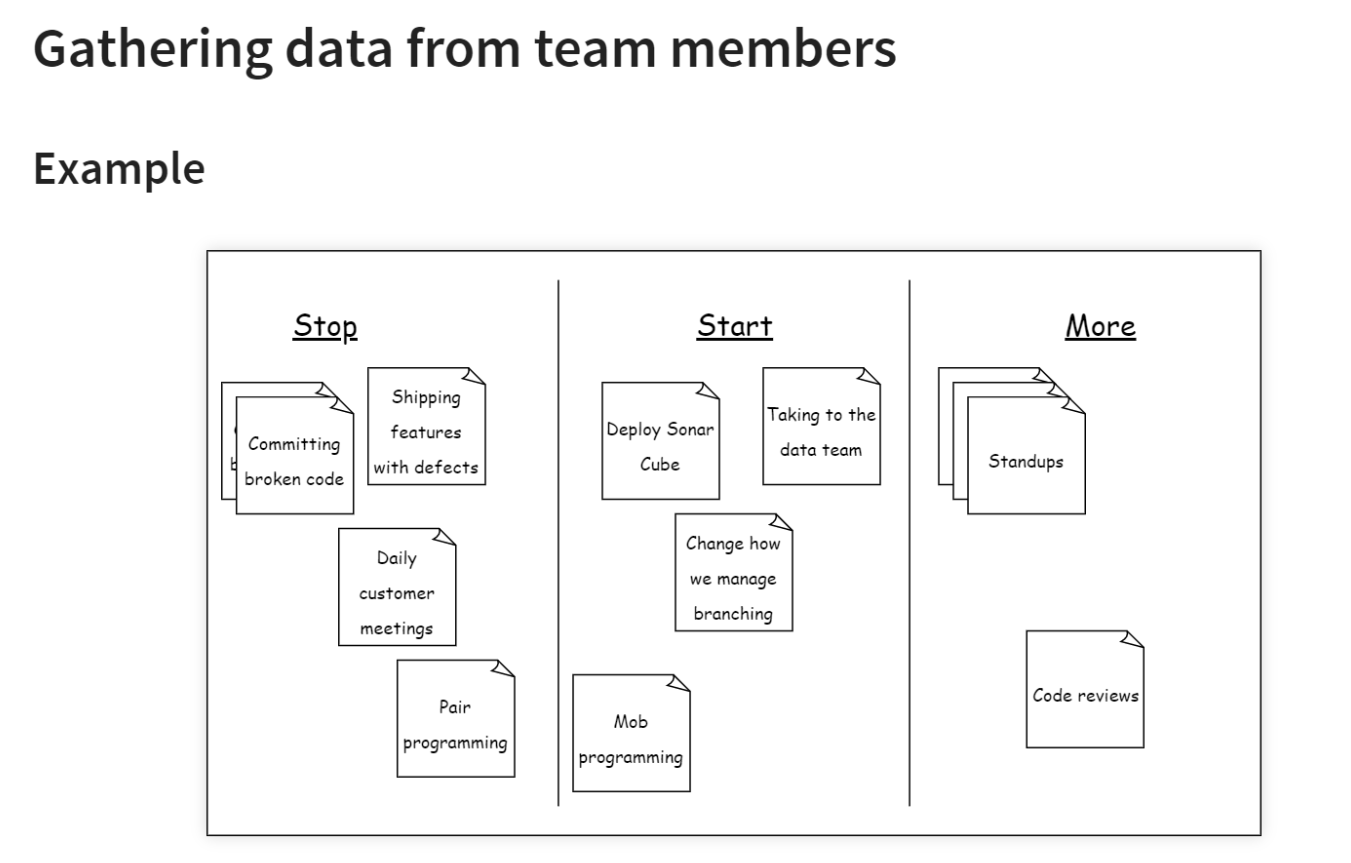 Gathering data from team members
Example
Stop
Committing
broken code
Shipping
features
with defects
Daily
customer
meetings
Pair
programming
Start
Deploy Sonar
Cube
Taking to the
data team
Change how
we manage
branching
Mob
programming
More
Standups
Code reviews